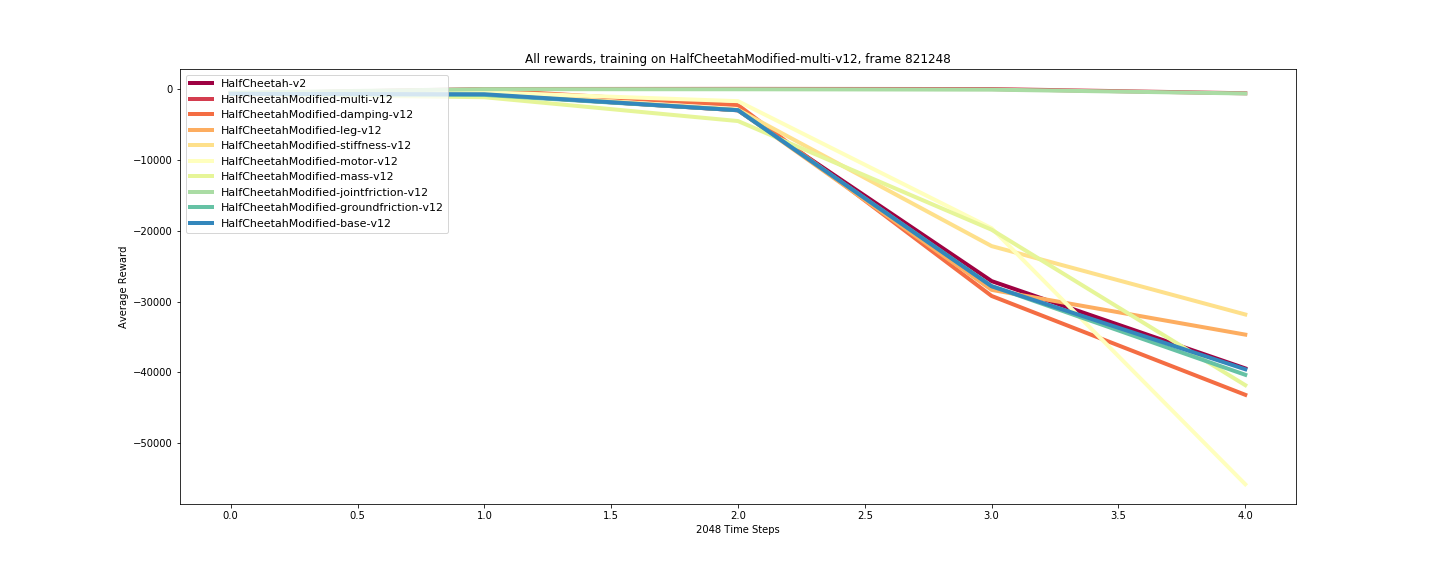 All rewards, training on HalfCheetahModified-multi-v12, frame 821248
HalfCheetah-v2
HalfCheetahModified-multi-v12
HalfCheetahModified-damping-v12
HalfCheetahModified-leg-v12
HalfCheetahModified-stiffness-v12
HalfCheetahModified-motor-v12
HalfCheetahModified-mass-v12
HalfCheetahModified-jointfriction-v12
HalfCheetahModified-groundfriction-v12
HalfCheetahModified-base-v12
Average Reward
0
−10000
−20000
−30000
−40000
−50000
0.0 0.5 1.0 1.5 2.0 2.5 3.0 3.5 4.0
2048 Time Steps